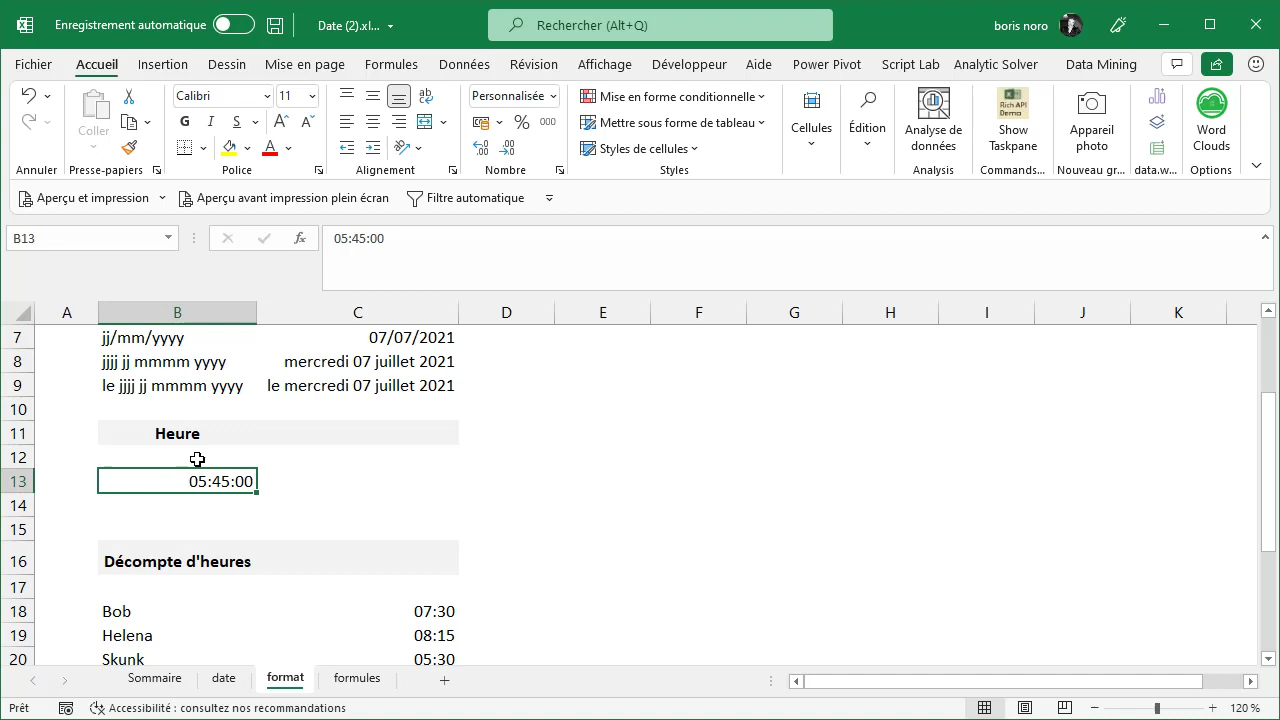 Enregistrement automatique
Date (2).xl...
Rechercher (Alt+Q)
boris noro
Fichier Accueil Insertion Dessin Mise en page Formules Données Révision Affichage Développeur Aide Power Pivot Script Lab Analytic Solver Data Mining
Coller
Calibri 11
G I S
Personnalisée
% 000
Mise en forme conditionnelle
Mettre sous forme de tableau
Styles de cellules
Cellules
Édition
Analyse de données
Rich API Demo
Show Taskpane
Appareil photo
Word Clouds
Annuler Presse-papiers Police Alignement Nombre Styles Analysis Commands... Nouveau gr... data.w... Options
Aperçu et impression Aperçu avant impression plein écran Filtre automatique
B13 fx 05:45:00
A B C D E F G H I J K
7 jj/mm/yyyy 07/07/2021
8 jjjj jj mmmm yyyy mercredi 07 juillet 2021
9 le jjjj jj mmmm yyyy le mercredi 07 juillet 2021
10
11 Heure
12
13 05:45:00
14
15
16 Décompte d'heures
17
18 Bob 07:30
19 Helena 08:15
20 Skunk 05:30
Sommaire date format formules
Prêt Accessibilité : consultez nos recommandations 120 %